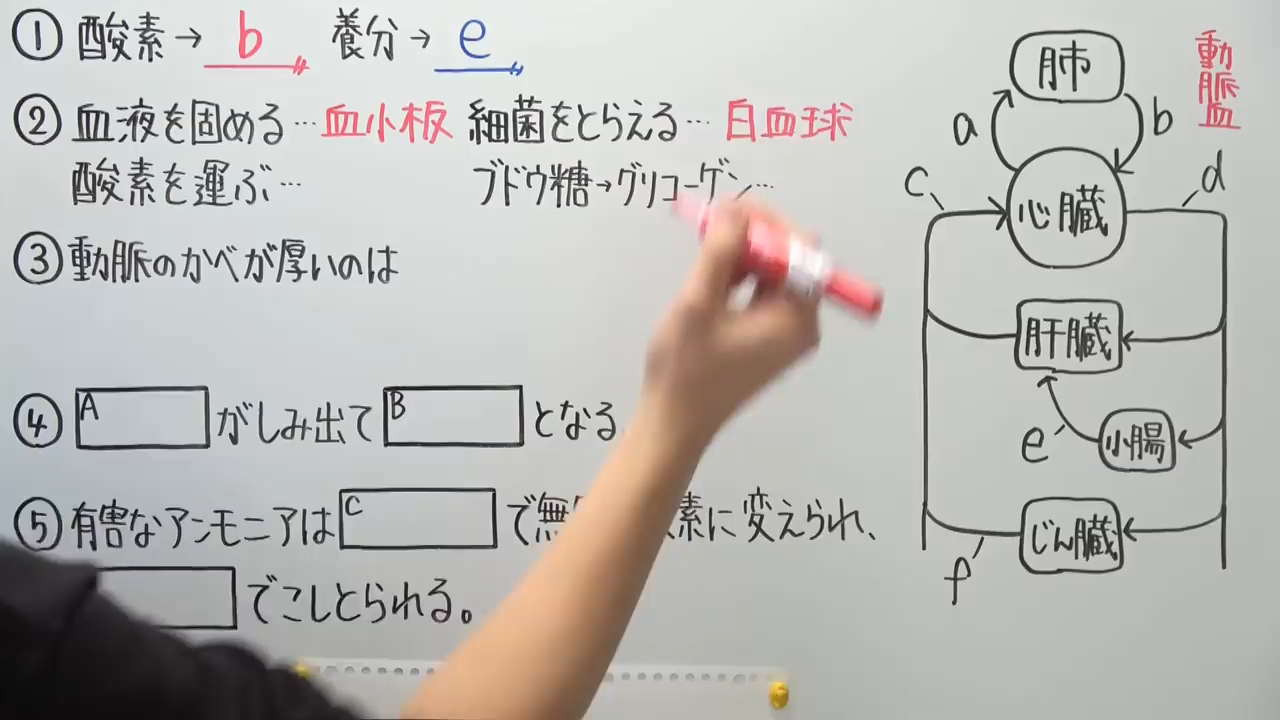 ① 酸素→ b 養分→ e
② 血液を固める…血小板 細菌をとらえる…白血球
酸素を運ぶ… ブドウ糖→グリコーゲン…
③ 動脈のかべが厚いのは
④ A がしみ出て B となる
⑤ 有害なアンモニアは C で無 素に変えられ、
でこしとられる。
肺
動脈血
a
b
c
心臓
d
肝臓
e
小腸
じん臓
f